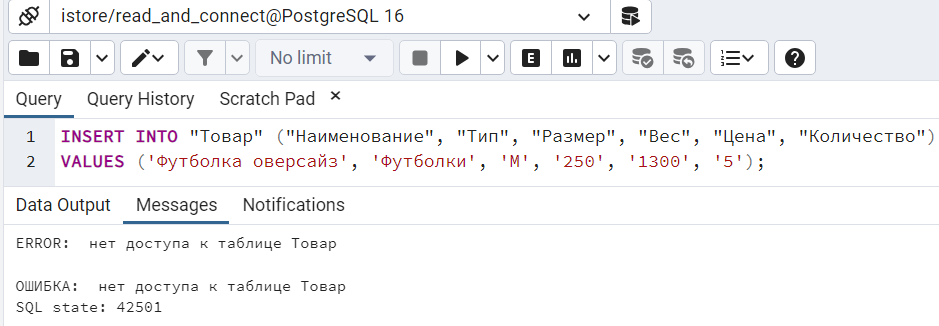 istore/read_and_connect@PostgreSQL 16
No limit
E
Query Query History Scratch Pad ×
1 INSERT INTO "Товар" ("Наименование", "Тип", "Размер", "Вес", "Цена", "Количество")
2 VALUES ('Футболка оверсайз', 'Футболки', 'M', '250', '1300', '5');
Data Output Messages Notifications
ERROR: нет доступа к таблице Товар
ОШИБКА: нет доступа к таблице Товар
SQL state: 42501